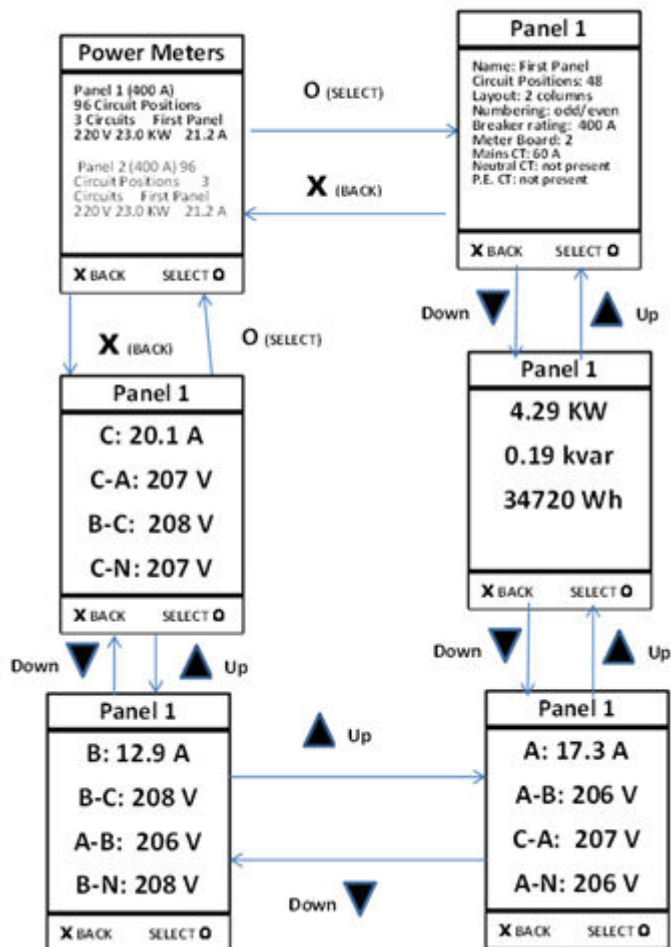 Power Meters
Panel 1 (400 A)
96 Circuit Positions
3 Circuits First Panel
220 V 23.0 KW 21.2 A
Panel 2 (400 A) 96
Circuit Positions 3
Circuits First Panel
220 V 23.0 KW 21.2 A
X BACK SELECT O
O (SELECT)
X (BACK)
Panel 1
Name: First Panel
Circuit Positions: 48
Layout: 2 columns
Numbering: odd/even
Breaker rating: 400 A
Meter Board: 2
Mains CT: 60 A
Neutral CT: not present
P.E. CT: not present
X BACK SELECT O
Down
Up
X (BACK)
O (SELECT)
Panel 1
C: 20.1 A
C-A: 207 V
B-C: 208 V
C-N: 207 V
X BACK SELECT O
Panel 1
4.29 KW
0.19 kvar
34720 Wh
X BACK SELECT O
Down
Up
Down
Up
Panel 1
B: 12.9 A
B-C: 208 V
A-B: 206 V
B-N: 208 V
X BACK SELECT O
Up
Down
Panel 1
A: 17.3 A
A-B: 206 V
C-A: 207 V
A-N: 206 V
X BACK SELECT O